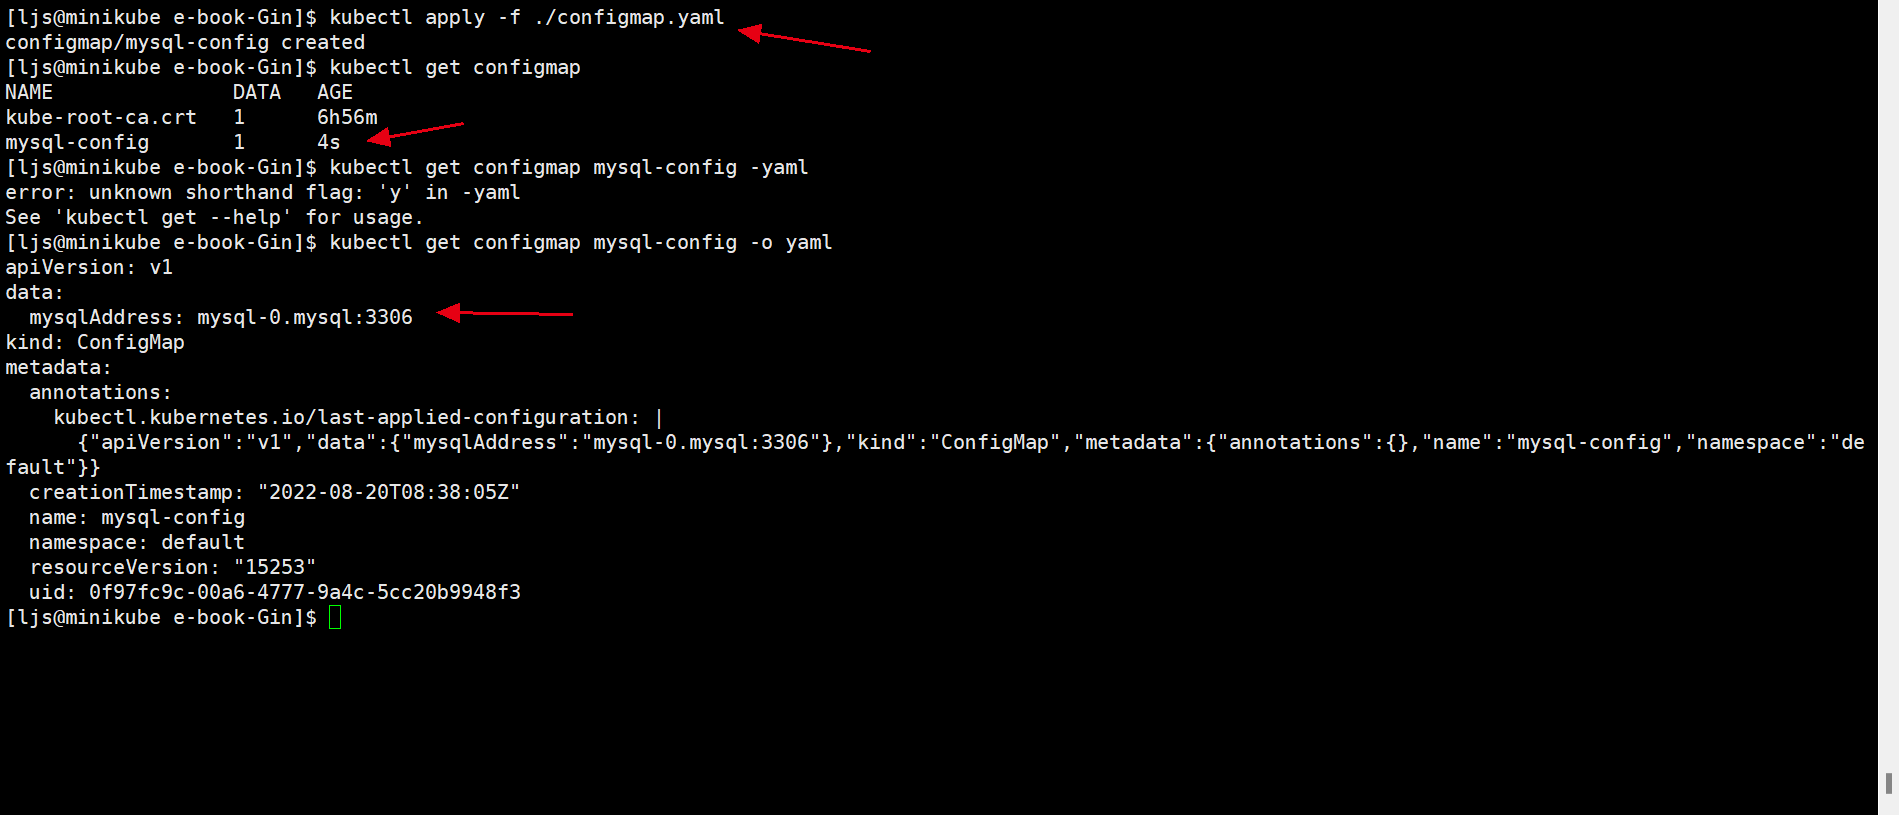 [ljs@minikube e-book-Gin]$ kubectl apply -f ./configmap.yaml
configmap/mysql-config created
[ljs@minikube e-book-Gin]$ kubectl get configmap
NAME               DATA   AGE
kube-root-ca.crt   1      6h56m
mysql-config       1      4s
[ljs@minikube e-book-Gin]$ kubectl get configmap mysql-config -yaml
error: unknown shorthand flag: 'y' in -yaml
See 'kubectl get --help' for usage.
[ljs@minikube e-book-Gin]$ kubectl get configmap mysql-config -o yaml
apiVersion: v1
data:
  mysqlAddress: mysql-0.mysql:3306
kind: ConfigMap
metadata:
  annotations:
    kubectl.kubernetes.io/last-applied-configuration: |
      {"apiVersion":"v1","data":{"mysqlAddress":"mysql-0.mysql:3306"},"kind":"ConfigMap","metadata":{"annotations":{},"name":"mysql-config","namespace":"de
fault"}}
  creationTimestamp: "2022-08-20T08:38:05Z"
  name: mysql-config
  namespace: default
  resourceVersion: "15253"
  uid: 0f97fc9c-00a6-4777-9a4c-5cc20b9948f3
[ljs@minikube e-book-Gin]$